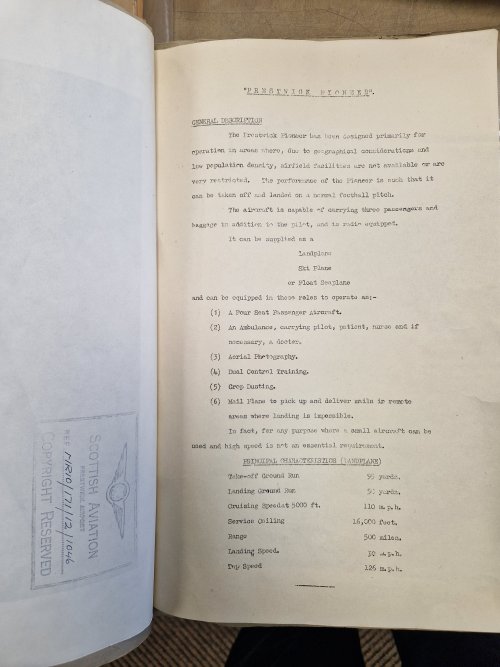 "PRESTWICK PIONEER".
GENERAL DESCRIPTION
The Prestwick Pioneer has been designed primarily for
operation in areas where, due to geographical considerations and
low population density, airfield facilities are not available or are
very restricted. The performance of the Pioneer is such that it
can be taken off and landed on a normal football pitch.
The aircraft is capable of carrying three passengers and
baggage in addition to the pilot, and is radio equipped.
It can be supplied as a
Landplane
Ski Plane
or Float Seaplane
and can be equipped in these roles to operate as:-
(1) A Four Seat Passenger Aircraft.
(2) An Ambulance, carrying pilot, patient, nurse and if
necessary, a doctor.
(3) Aerial Photography.
(4) Dual Control Training.
(5) Crop Dusting.
(6) Mail Plane to pick up and deliver mails in remote
areas where landing is impossible.
In fact, for any purpose where a small aircraft can be
used and high speed is not an essential requirement.
PRINCIPAL CHARACTERISTICS (LANDPLANE)
Take-off Ground Run yards.
Landing Ground Run yards.
Cruising Speed at 5000 ft. 110 m.p.h.
Service Ceiling 16,000 feet.
Range 500 miles.
Landing Speed. m.p.h.
Top Speed 126 m.p.h.
SCOTTISH AVIATION
PRESTWICK AIRPORT
REF. NR10/171/12/1046
COPYRIGHT RESERVED